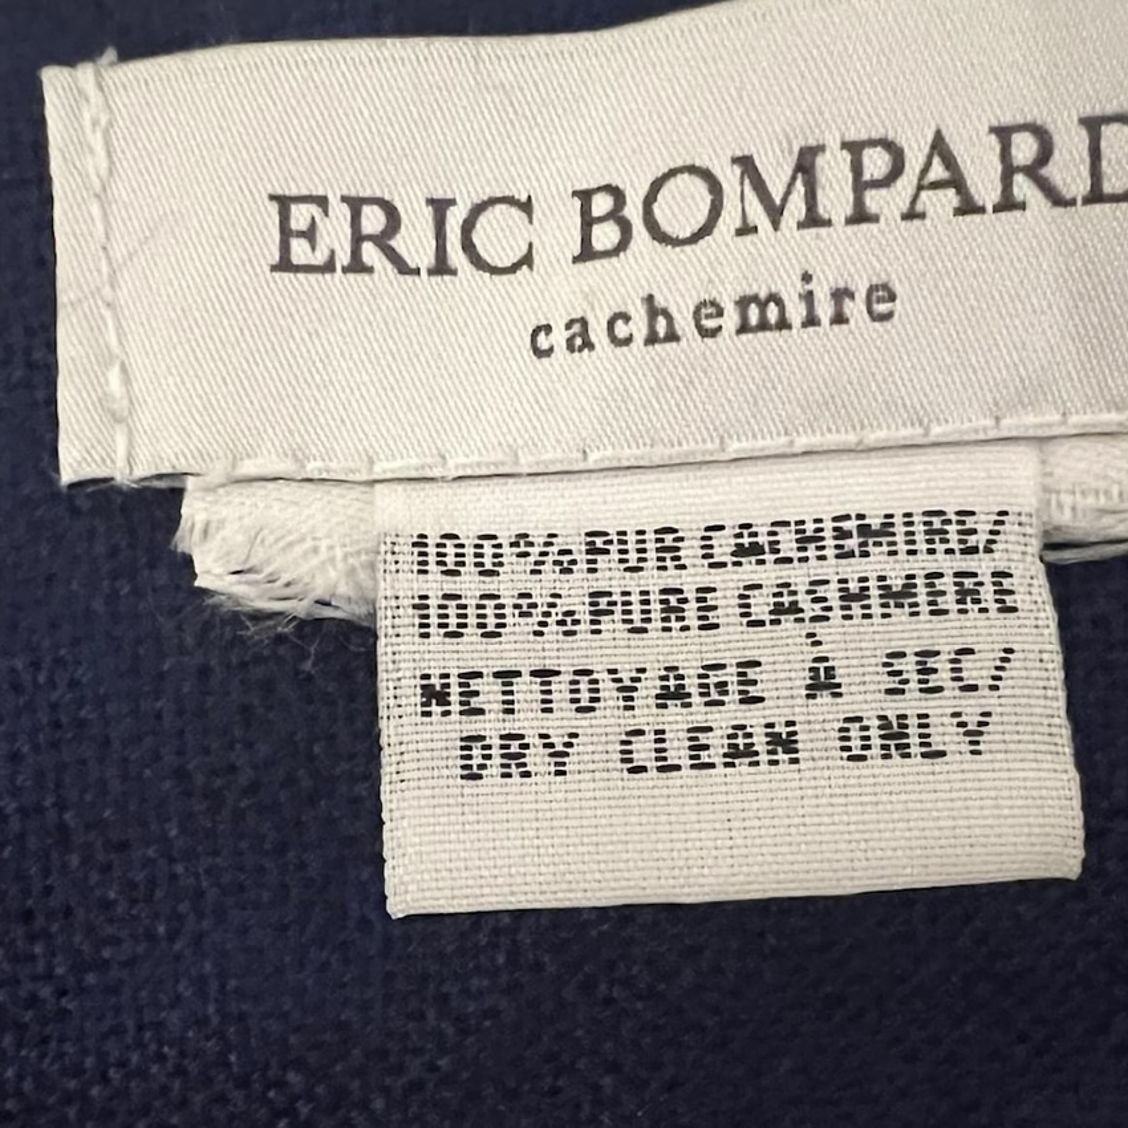 ERIC BOMPARD
cachemire
100%PUR CACHEMIRE/
100%PURE CASHMERE
NETTOYAGE À SEC/
DRY CLEAN ONLY